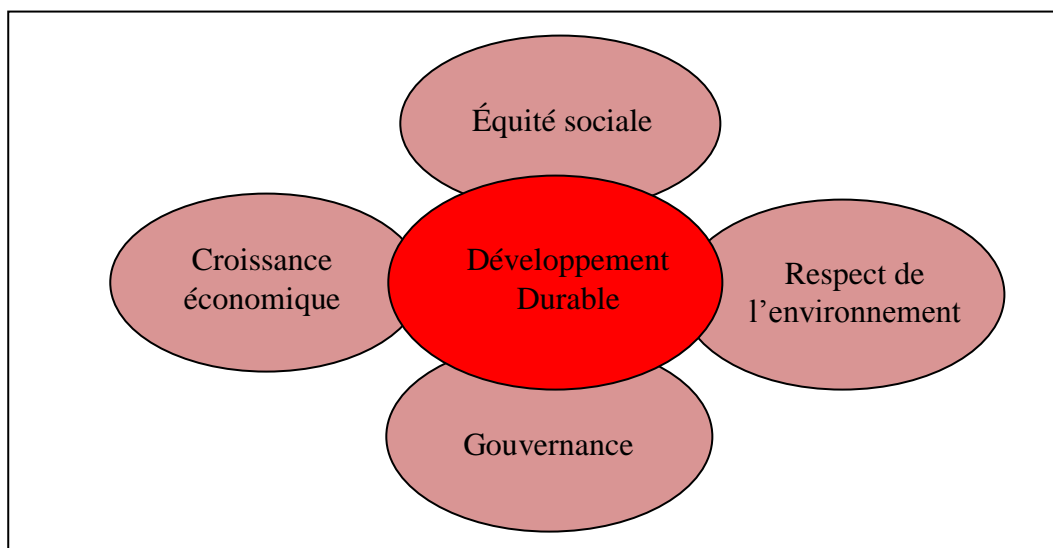 Équité sociale
Croissance
économique
Développement
Durable
Respect de
l’environnement
Gouvernance